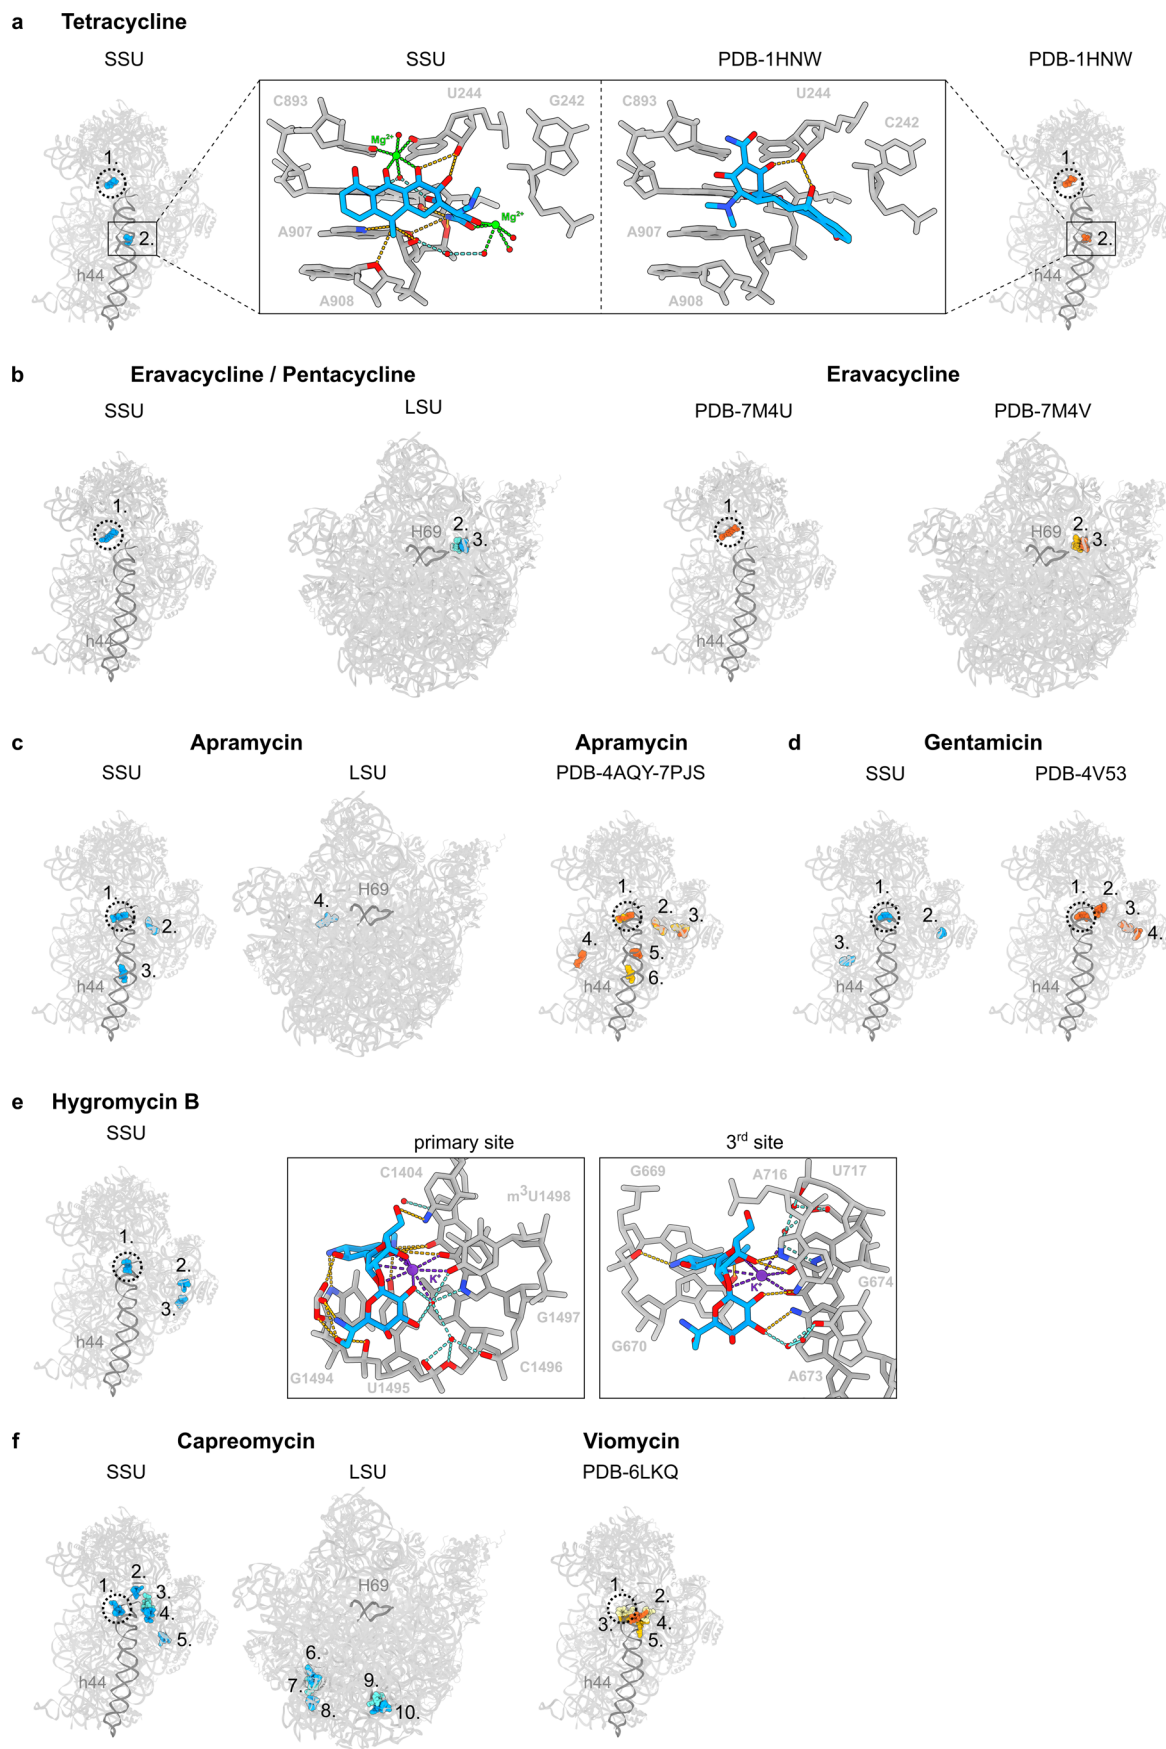 a Tetracycline
SSU SSU PDB-1HNW PDB-1HNW
C893 U244 G242 C893 U244 C242
Mg2+
1. 1.
Mg2+
2. A907 A907 2.
h44 h44
A908 A908
b Eravacycline / Pentacycline Eravacycline
SSU LSU PDB-7M4U PDB-7M4V
1. 2. 1. 2.
H69 3. H69 3.
h44 h44
c Apramycin Apramycin d Gentamicin
SSU LSU PDB-4AQY-7PJS SSU PDB-4V53
1. H69 1. 1. 1. 2.
2. 4. 2. 3. 2. 3.
3. 4. 5. 3. 4.
h44 h44 6. h44 h44
e Hygromycin B
SSU primary site 3rd site
C1404 G669 A716 U717
m3U1498
1.
2. K+ K+ G674
3. G1497
h44 G670
G1494 U1495 C1496 A673
f Capreomycin Viomycin
SSU LSU PDB-6LKQ
1. 2. H69 1. 2.
3.
4. 3. 4.
5. 5.
h44 6. 9. h44
7.
8. 10.